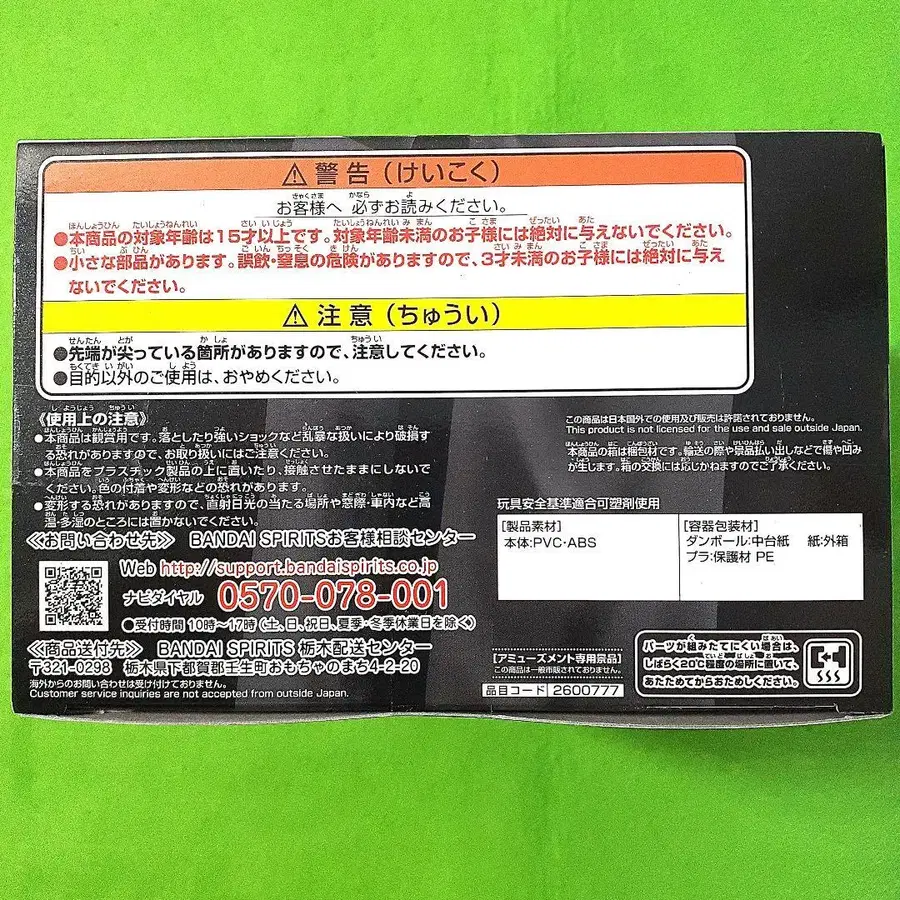 ⚠ 警告（けいこく）
お客様へ 必ずお読みください。
●本商品の対象年齢は15才以上です。対象年齢未満のお子様には絶対に与えないでください。
●小さな部品があります。誤飲・窒息の危険がありますので、3才未満のお子様には絶対に与え
ないでください。
⚠ 注意（ちゅうい）
●先端が尖っている箇所がありますので、注意してください。
●目的以外のご使用は、おやめください。
《使用上の注意》
●本商品は観賞用です。落としたり強いショックなど乱暴な扱いにより破損す
る恐れがありますので、お取り扱いにはご注意ください。
●本商品をプラスチック製品の上に置いたり、接触させたままにしないで
ください。色の付着や変形などの恐れがあります。
●変形する恐れがありますので、直射日光の当たる場所や窓際・車内など高
温・多湿のところには置かないでください。
≪お問い合わせ先≫ BANDAI SPIRITSお客様相談センター
Web http://support.bandaispirits.co.jp
ナビダイヤル 0570-078-001
●受付時間 10時〜17時（土、日、祝日、夏季・冬季休業日を除く）
≪商品送付先≫ BANDAI SPIRITS 栃木配送センター
〒321-0298 栃木県下都賀郡壬生町おもちゃのまち4-2-20
海外からのお問い合わせは受け付けておりません。
Customer service inquiries are not accepted from outside Japan.
この商品は日本国外での使用及び販売は許諾されておりません。
This product is not licensed for the use and sale outside Japan.
本商品の箱は梱包材です。輸送の際や景品払い出しなどで傷や凹み
が生じます。箱の交換には応じかねますのでご了承ください。
玩具安全基準適合可塑剤使用
[製品素材]
本体:PVC・ABS
[容器包装材]
ダンボール:中台紙 紙:外箱
プラ:保護材 PE
[アミューズメント専用景品]
この商品は一般市販されておりません。
品目コード 2600777
パーツが組みたてにくい場合は、
しばらく20℃程度の場所に置いて、
あたためてからおためしください。